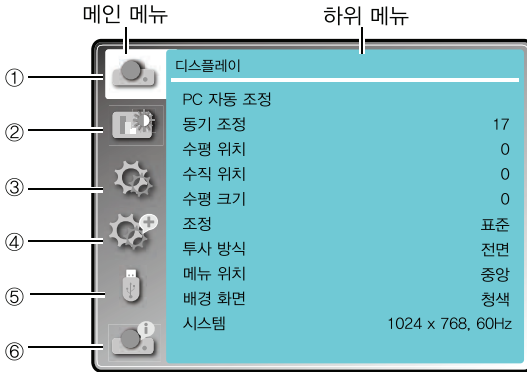 메인 메뉴 하위 메뉴
① 디스플레이
PC 자동 조정
② 동기 조정 17
수평 위치 0
③ 수직 위치 0
수평 크기 0
④ 조정 표준
투사 방식 전면
메뉴 위치 중앙
⑤ 배경 화면 청색
시스템 1024 x 768, 60Hz
⑥